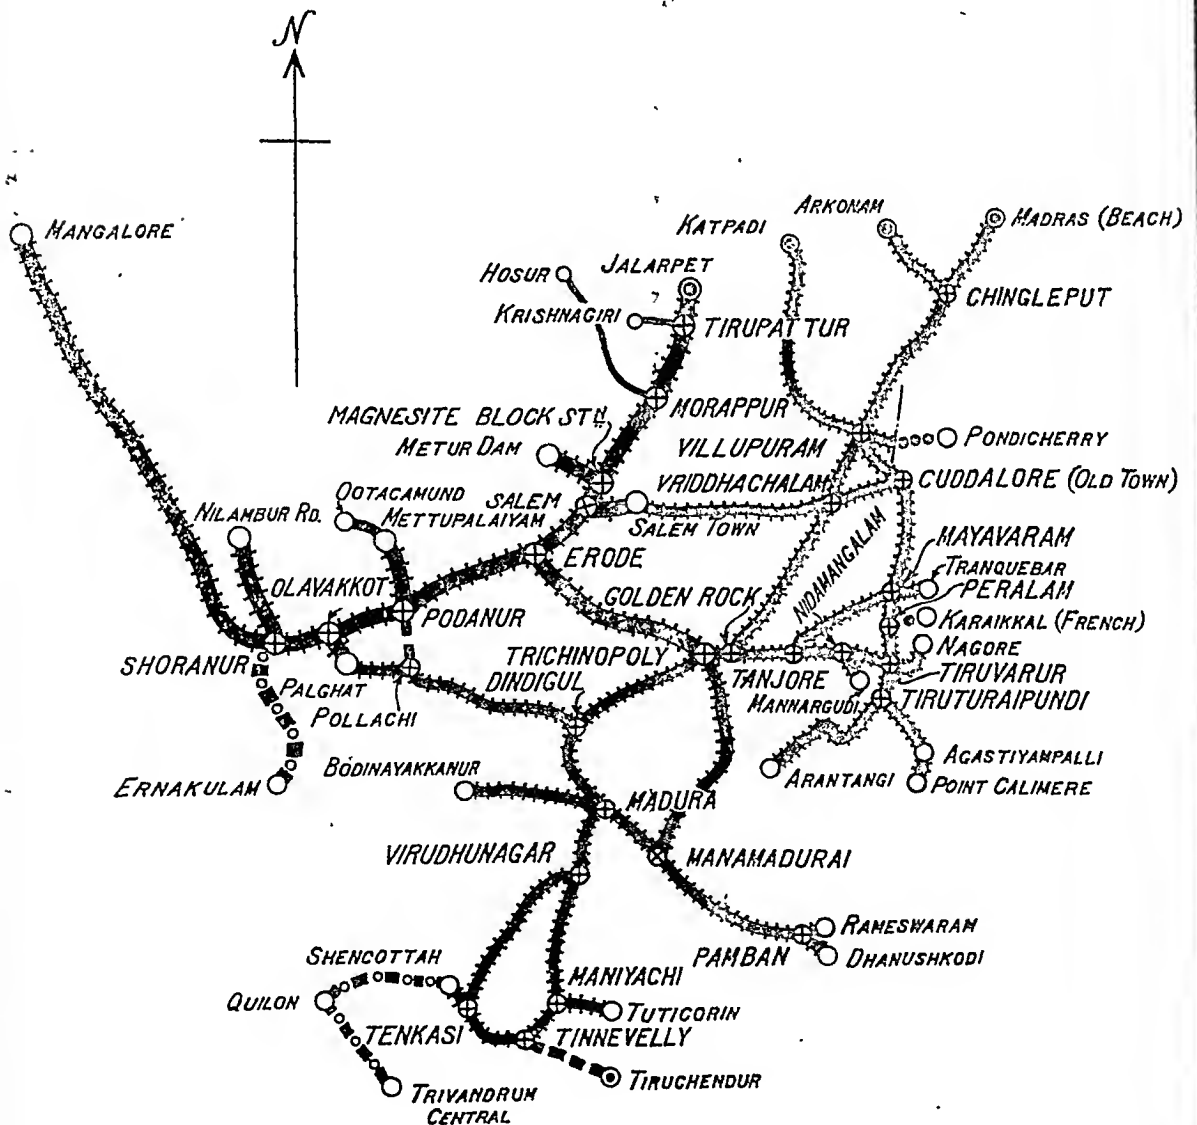 N
MANGALORE
KATPADI
ARKONAM
MADRAS (BEACH)
HOSUR
JALARPET
CHINGLEPUT
KRISHNAGIRI
TIRUPATTUR
MORAPPUR
MAGNESITE BLOCK STN
METUR DAM
VILLUPURAM
PONDICHERRY
OOTACAMUND
METTUPALAIYAM
SALEM
VRIDDHACHALAM
CUDDALORE (OLD TOWN)
NILAMBUR RD.
SALEM TOWN
ERODE
NIDAMANGALAM
MAYAVARAM
TRANQUEBAR
PERALAM
OLAVAKKOT
PODANUR
GOLDEN ROCK
KARAIKKAL (FRENCH)
NAGORE
SHORANUR
TRICHINOPOLY
TANJORE
TIRUVARUR
PALGHAT
DINDIGUL
MANNARGUDI
TIRUTURAIPUNDI
POLLACHI
ERNAKULAM
BODINAYAKKANUR
ARANTANGI
AGASTIYAMPALLI
POINT CALIMERE
MADURA
VIRUDHUNAGAR
MANAMADURAI
RAMESWARAM
SHENCOTTAH
PAMBAN
DHANUSHKODI
MANIYACHI
QUILON
TUTICORIN
TENKASI
TINNEVELLY
TIRUCHENDUR
TRIVANDRUM
CENTRAL